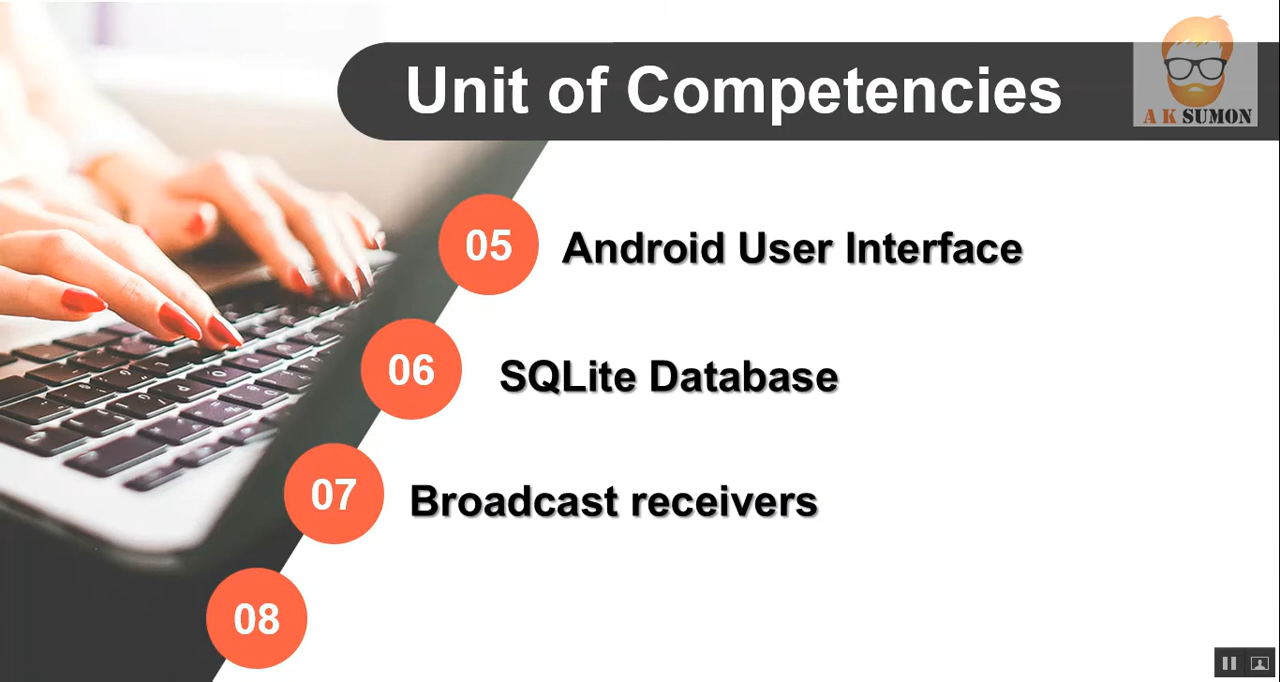 Unit of Competencies
A K SUMON
05 Android User Interface
06 SQLite Database
07 Broadcast receivers
08